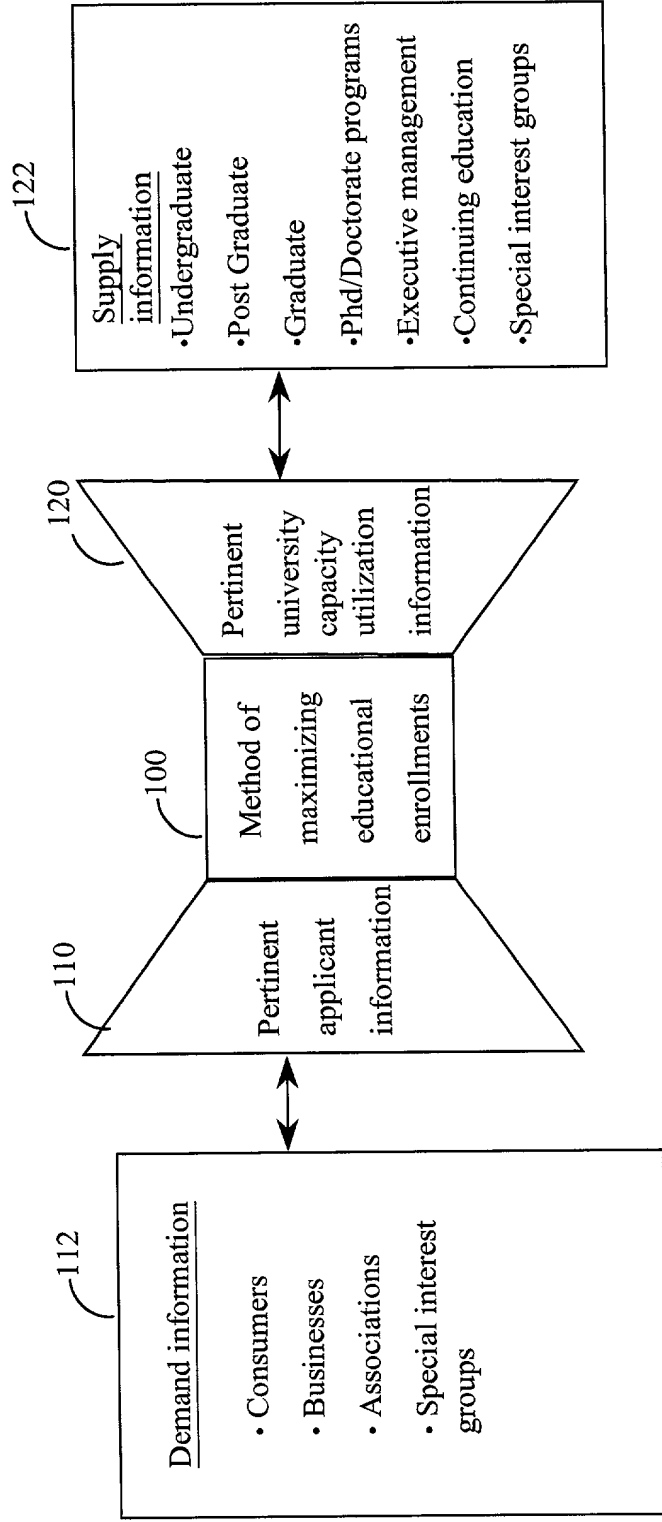 112
Demand information
• Consumers
• Businesses
• Associations
• Special interest
groups
110
Pertinent
applicant
information
100
Method of
maximizing
educational
enrollments
120
Pertinent
university
capacity
utilization
information
122
Supply
information
•Undergraduate
•Post Graduate
•Graduate
•Phd/Doctorate programs
•Executive management
•Continuing education
•Special interest groups